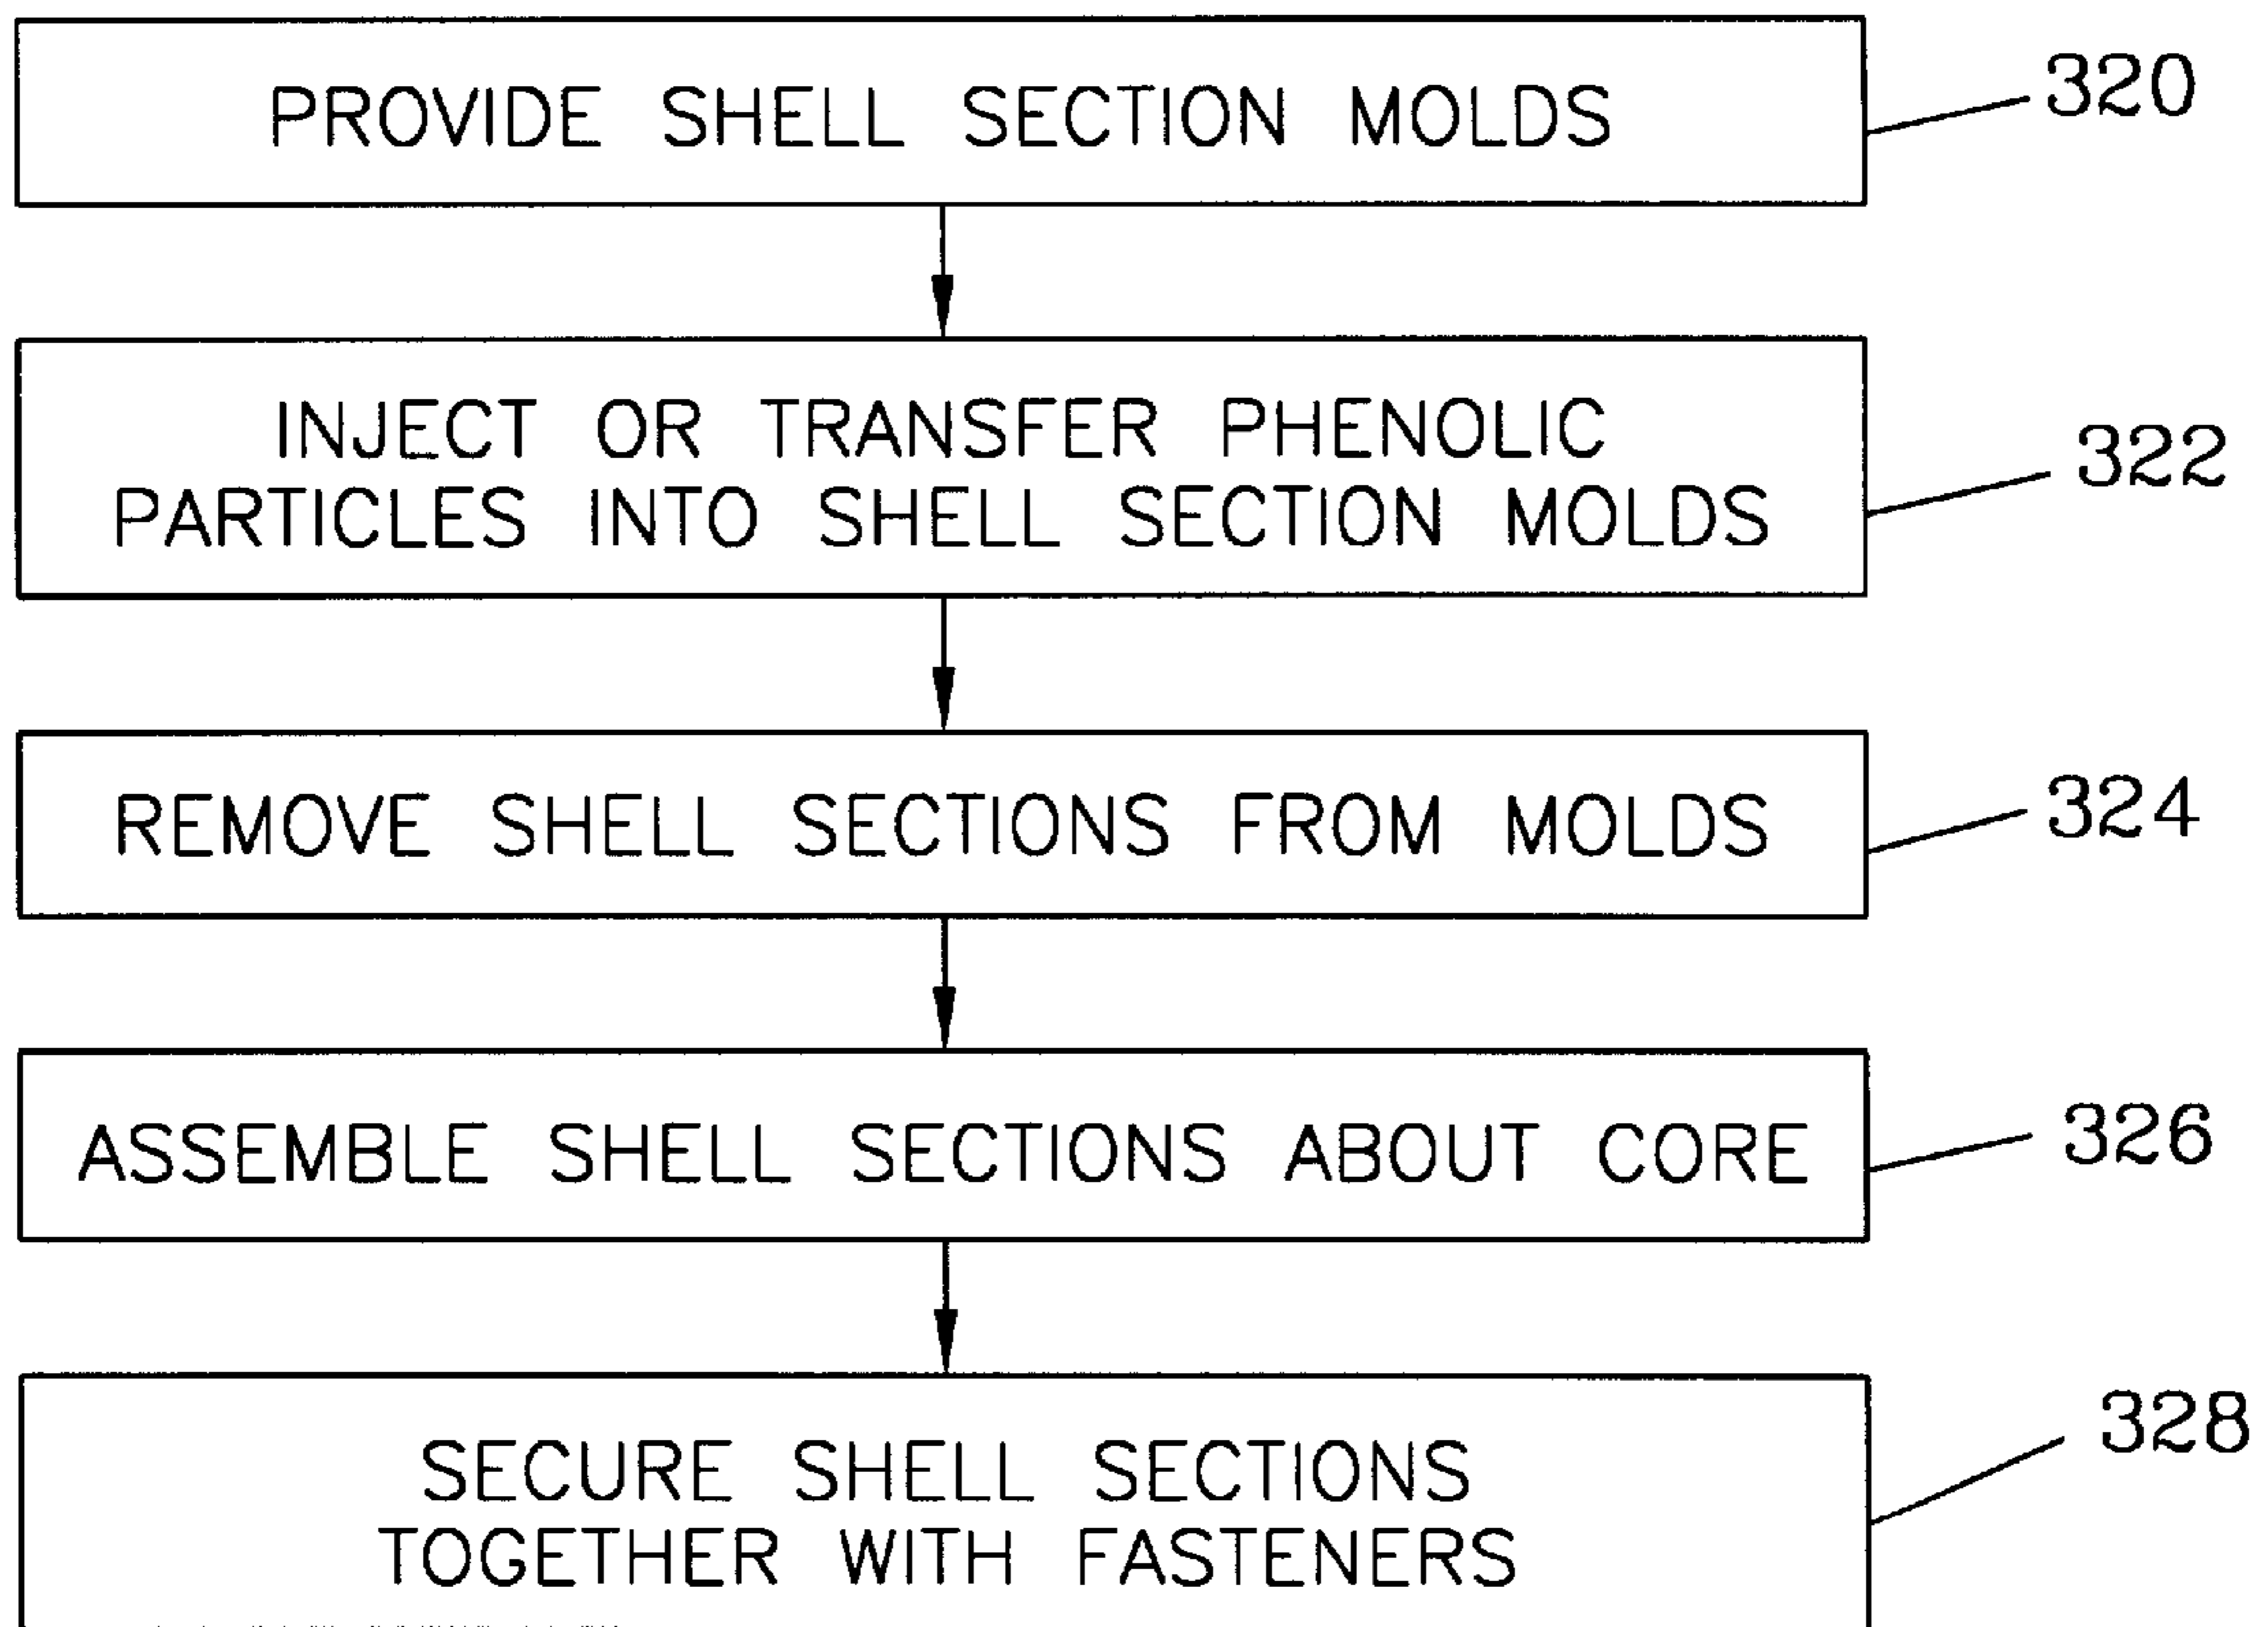 PROVIDE SHELL SECTION MOLDS
320
INJECT OR TRANSFER PHENOLIC
PARTICLES INTO SHELL SECTION MOLDS
322
REMOVE SHELL SECTIONS FROM MOLDS
324
ASSEMBLE SHELL SECTIONS ABOUT CORE
326
SECURE SHELL SECTIONS
TOGETHER WITH FASTENERS
328